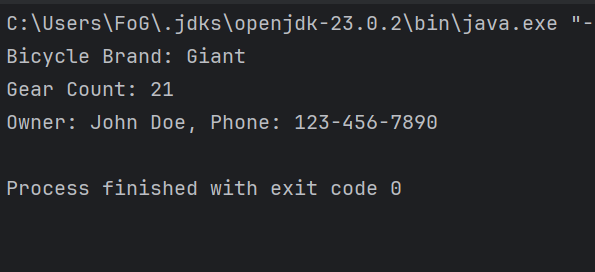 C:\Users\FoG\.jdks\openjdk-23.0.2\bin\java.exe "-
Bicycle Brand: Giant
Gear Count: 21
Owner: John Doe, Phone: 123-456-7890
Process finished with exit code 0